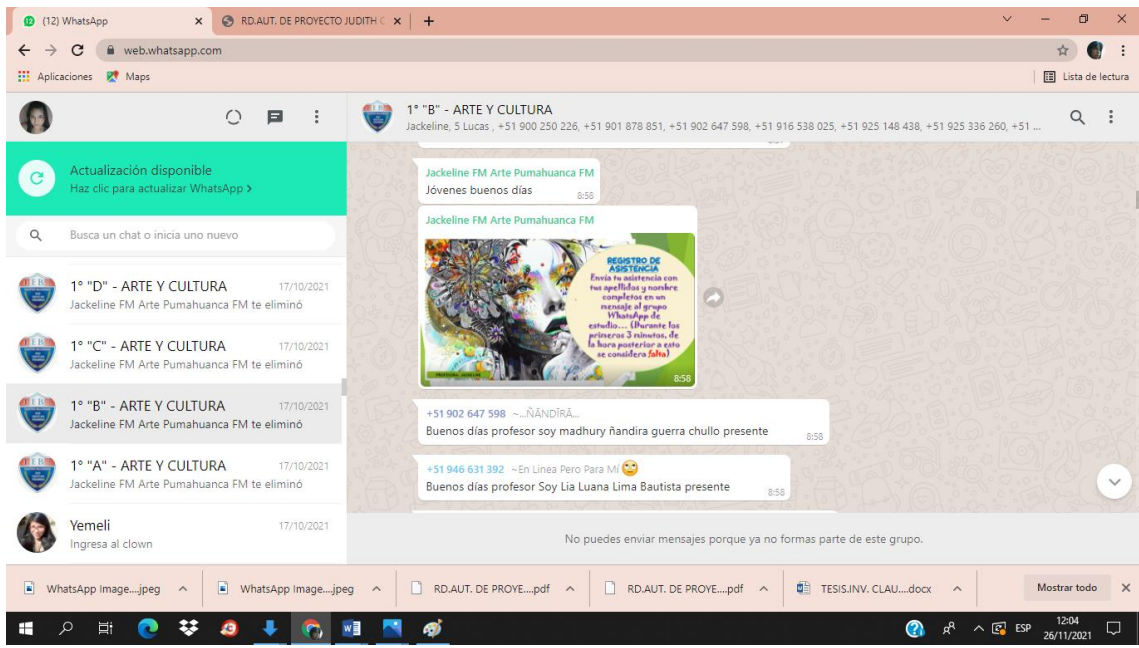 (12) WhatsApp
RD.AUT. DE PROYECTO JUDITH C
web.whatsapp.com
Aplicaciones
Maps
Lista de lectura
1° "B" - ARTE Y CULTURA
Jackeline, 5 Lucas , +51 900 250 226, +51 901 878 851, +51 902 647 598, +51 916 538 025, +51 925 148 438, +51 925 336 260, +51 ...
Actualización disponible
Haz clic para actualizar WhatsApp >
Busca un chat o inicia uno nuevo
1° "D" - ARTE Y CULTURA 17/10/2021
Jackeline FM Arte Pumahuanca FM te eliminó
1° "C" - ARTE Y CULTURA 17/10/2021
Jackeline FM Arte Pumahuanca FM te eliminó
1° "B" - ARTE Y CULTURA 17/10/2021
Jackeline FM Arte Pumahuanca FM te eliminó
1° "A" - ARTE Y CULTURA 17/10/2021
Jackeline FM Arte Pumahuanca FM te eliminó
Yemeli 17/10/2021
Ingresa al clown
Jackeline FM Arte Pumahuanca FM
Jóvenes buenos días 8:58
Jackeline FM Arte Pumahuanca FM
REGISTRO DE
ASISTENCIA
Envía tu asistencia con
tus apellidos y nombre
completos en un
mensaje al grupo
WhatsApp de
estudio... (Durante los
primeros 3 minutos, de
la hora posterior a esto
se considera falta)
8:58
+51 902 647 598 ~...ÑĀNDĪRĀ...
Buenos días profesor soy madhury ñandira guerra chullo presente 8:58
+51 946 631 392 ~En Linea Pero Para Mí 🙄
Buenos días profesor Soy Lia Luana Lima Bautista presente 8:58
No puedes enviar mensajes porque ya no formas parte de este grupo.
WhatsApp Image....jpeg
WhatsApp Image....jpeg
RD.AUT. DE PROYE....pdf
RD.AUT. DE PROYE....pdf
TESIS.INV. CLAU....docx
Mostrar todo
ESP
12:04
26/11/2021